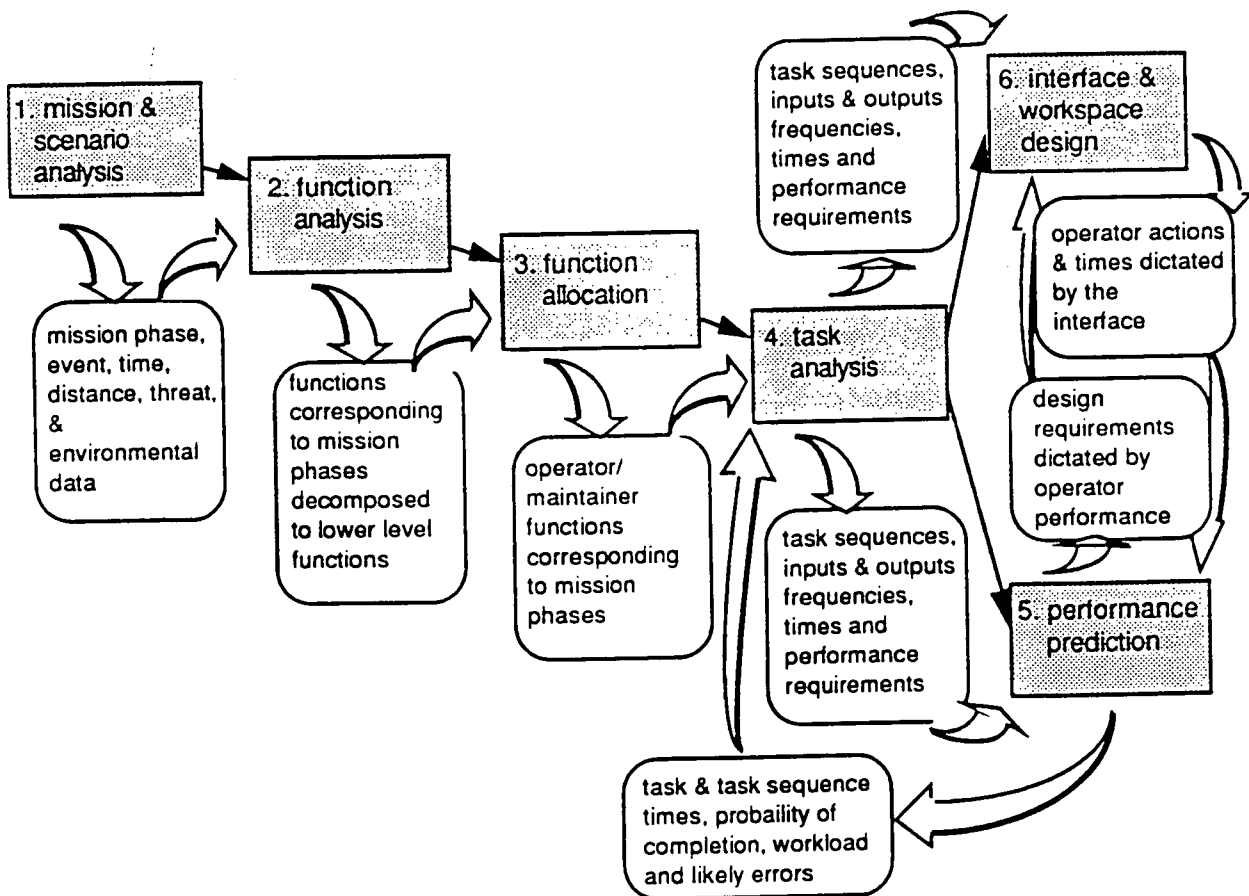 1. mission &
scenario
analysis
mission phase,
event, time,
distance, threat,
&
environmental
data
2. function
analysis
functions
corresponding
to mission
phases
decomposed
to lower level
functions
3. function
allocation
operator/
maintainer
functions
corresponding
to mission
phases
4. task
analysis
task sequences,
inputs & outputs
frequencies,
times and
performance
requirements
task sequences,
inputs & outputs
frequencies,
times and
performance
requirements
6. interface &
workspace
design
operator actions
& times dictated
by the
interface
design
requirements
dictated by
operator
performance
5. performance
prediction
task & task sequence
times, probaility of
completion, workload
and likely errors